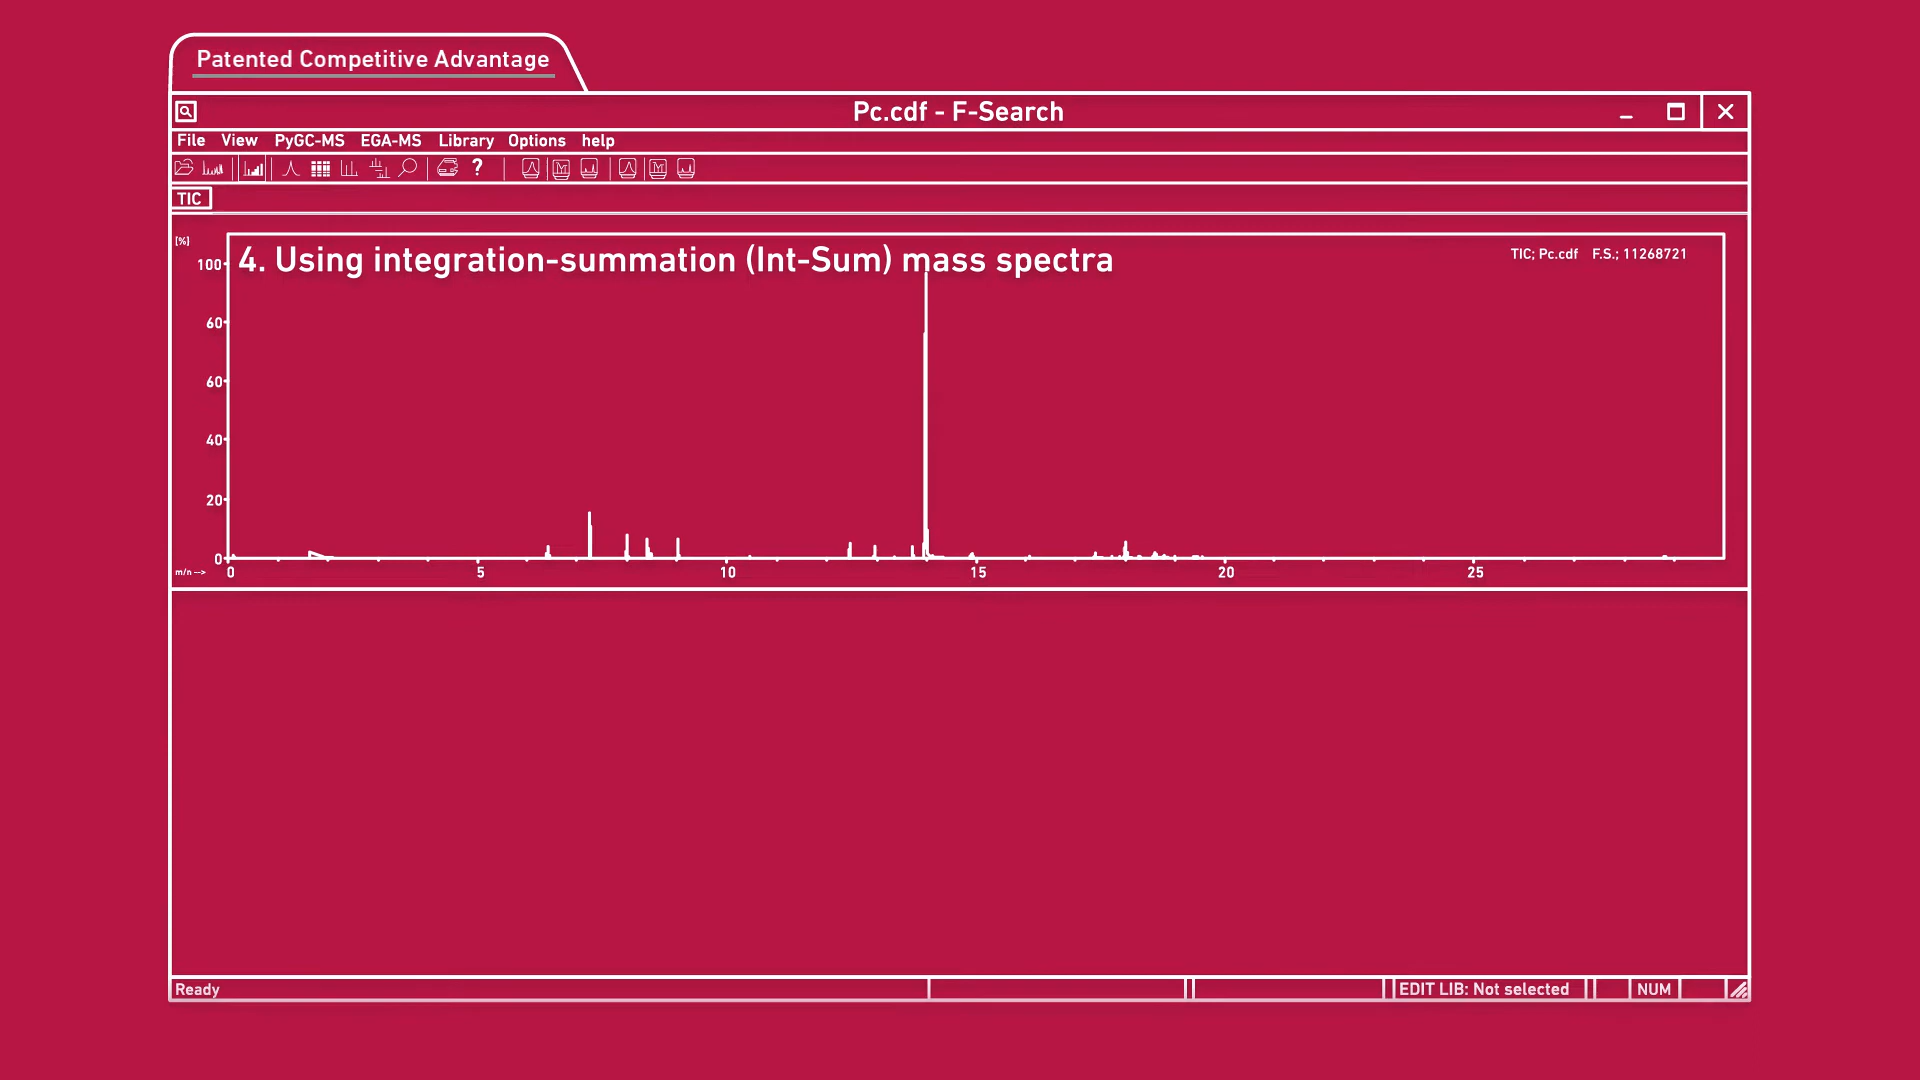 Patented Competitive Advantage
Pc.cdf - F-Search
File View PyGC-MS EGA-MS Library Options help
?
TIC
[%]
4. Using integration-summation (Int-Sum) mass spectra
TIC; Pc.cdf F.S.; 11268721
100
60
60
40
20
0
m/n -->
0 5 10 15 20 25
Ready
EDIT LIB: Not selected
NUM